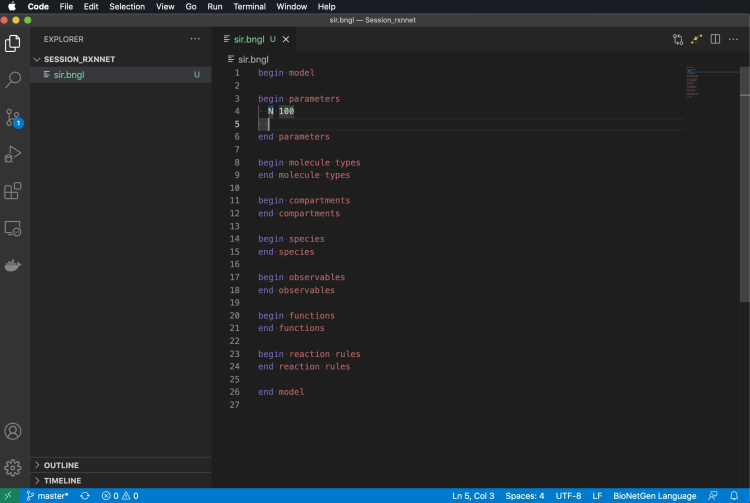 Code File Edit Selection View Go Run Terminal Window Help
sir.bngl — Session_rxnnet
EXPLORER
SESSION_RXNNET
sir.bngl U
OUTLINE
TIMELINE
sir.bngl U
sir.bngl
1 begin model
2
3 begin parameters
4 N 100
5
6 end parameters
7
8 begin molecule types
9 end molecule types
10
11 begin compartments
12 end compartments
13
14 begin species
15 end species
16
17 begin observables
18 end observables
19
20 begin functions
21 end functions
22
23 begin reaction rules
24 end reaction rules
25
26 end model
27
1
master* 0 0 Ln 5, Col 3 Spaces: 4 UTF-8 LF BioNetGen Language